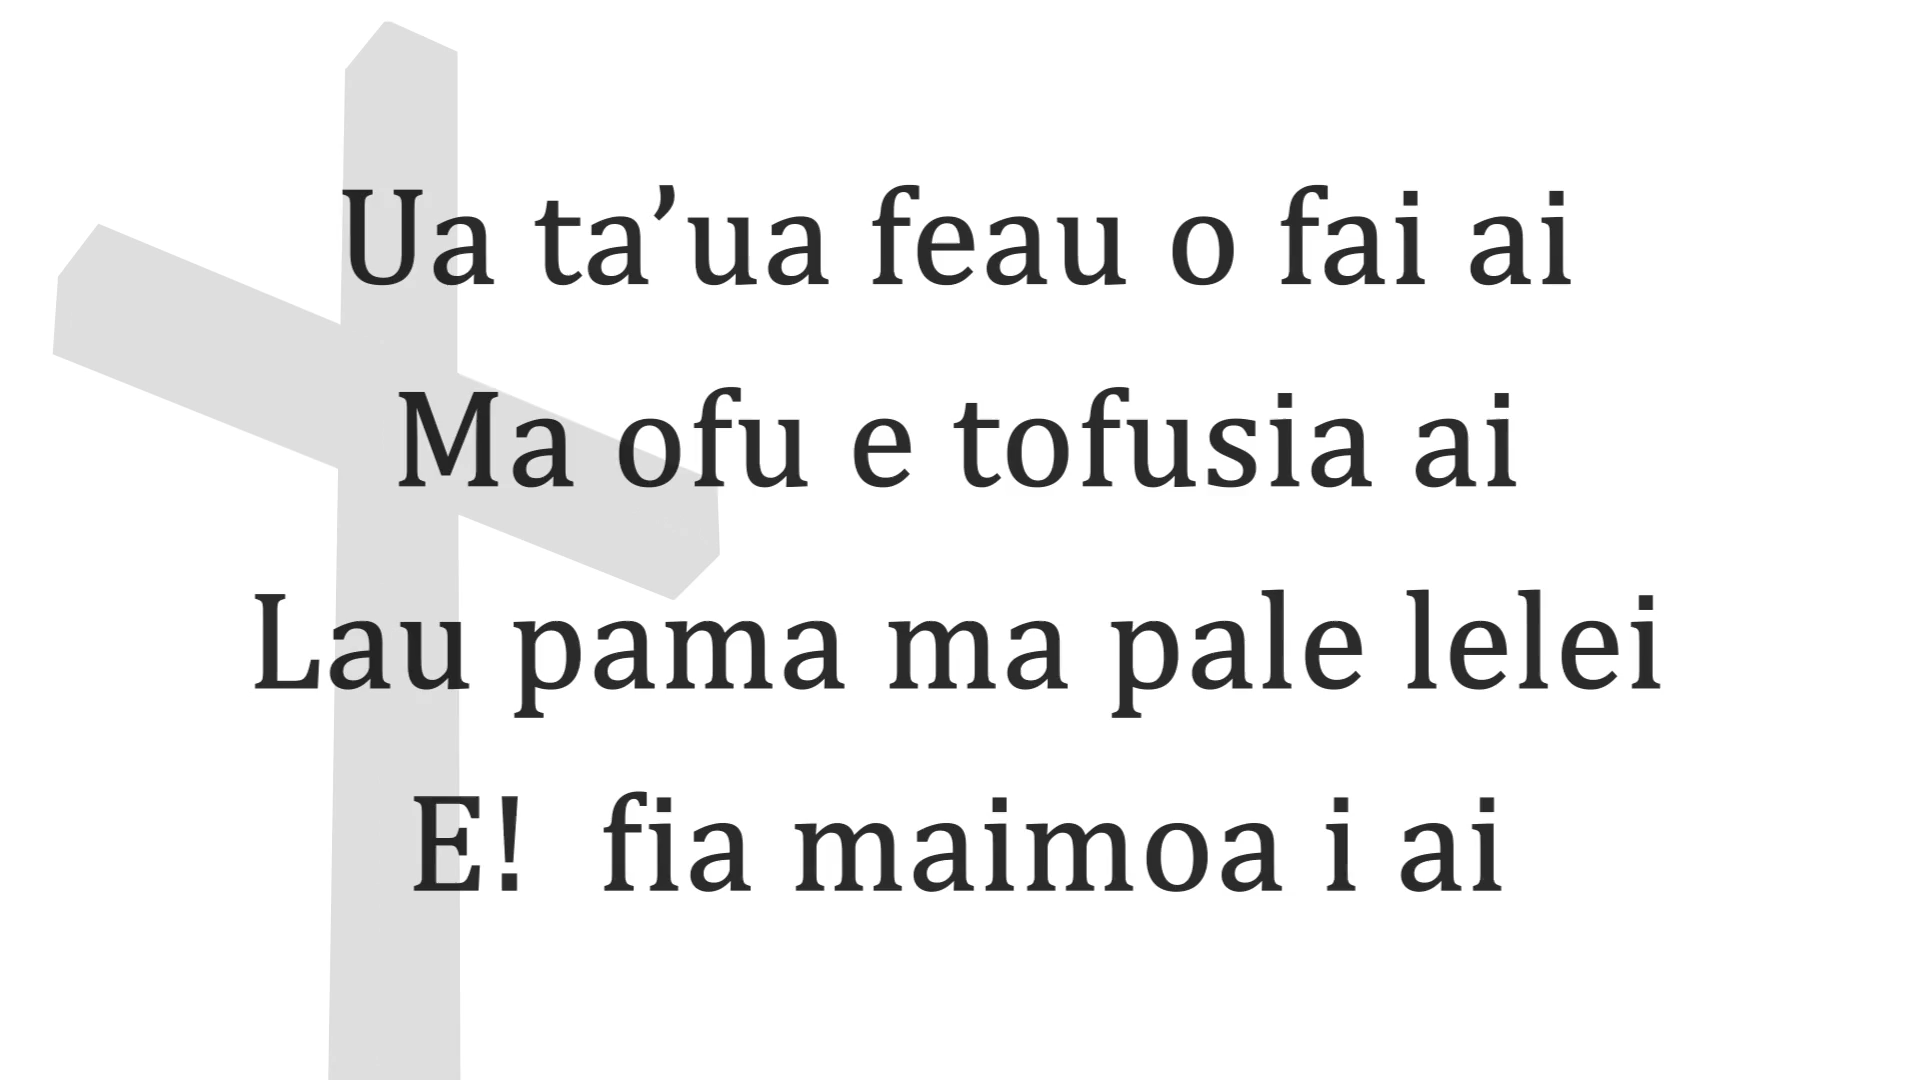 Ua ta’ua feau o fai ai
Ma ofu e tofusia ai
Lau pama ma pale lelei
E!  fia maimoa i ai